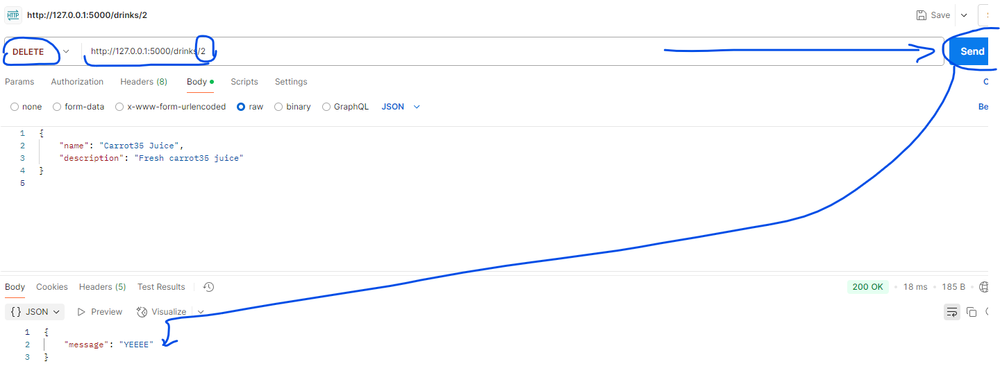 HTTP http://127.0.0.1:5000/drinks/2 Save
DELETE http://127.0.0.1:5000/drinks/2 Send
Params Authorization Headers (8) Body Scripts Settings
none form-data x-www-form-urlencoded raw binary GraphQL JSON Be
1 {
2 "name": "Carrot35 Juice",
3 "description": "Fresh carrot35 juice"
4 }
5
Body Cookies Headers (5) Test Results 200 OK • 18 ms • 185 B
{} JSON Preview Visualize
1 {
2 "message": "YEEEE"
3 }